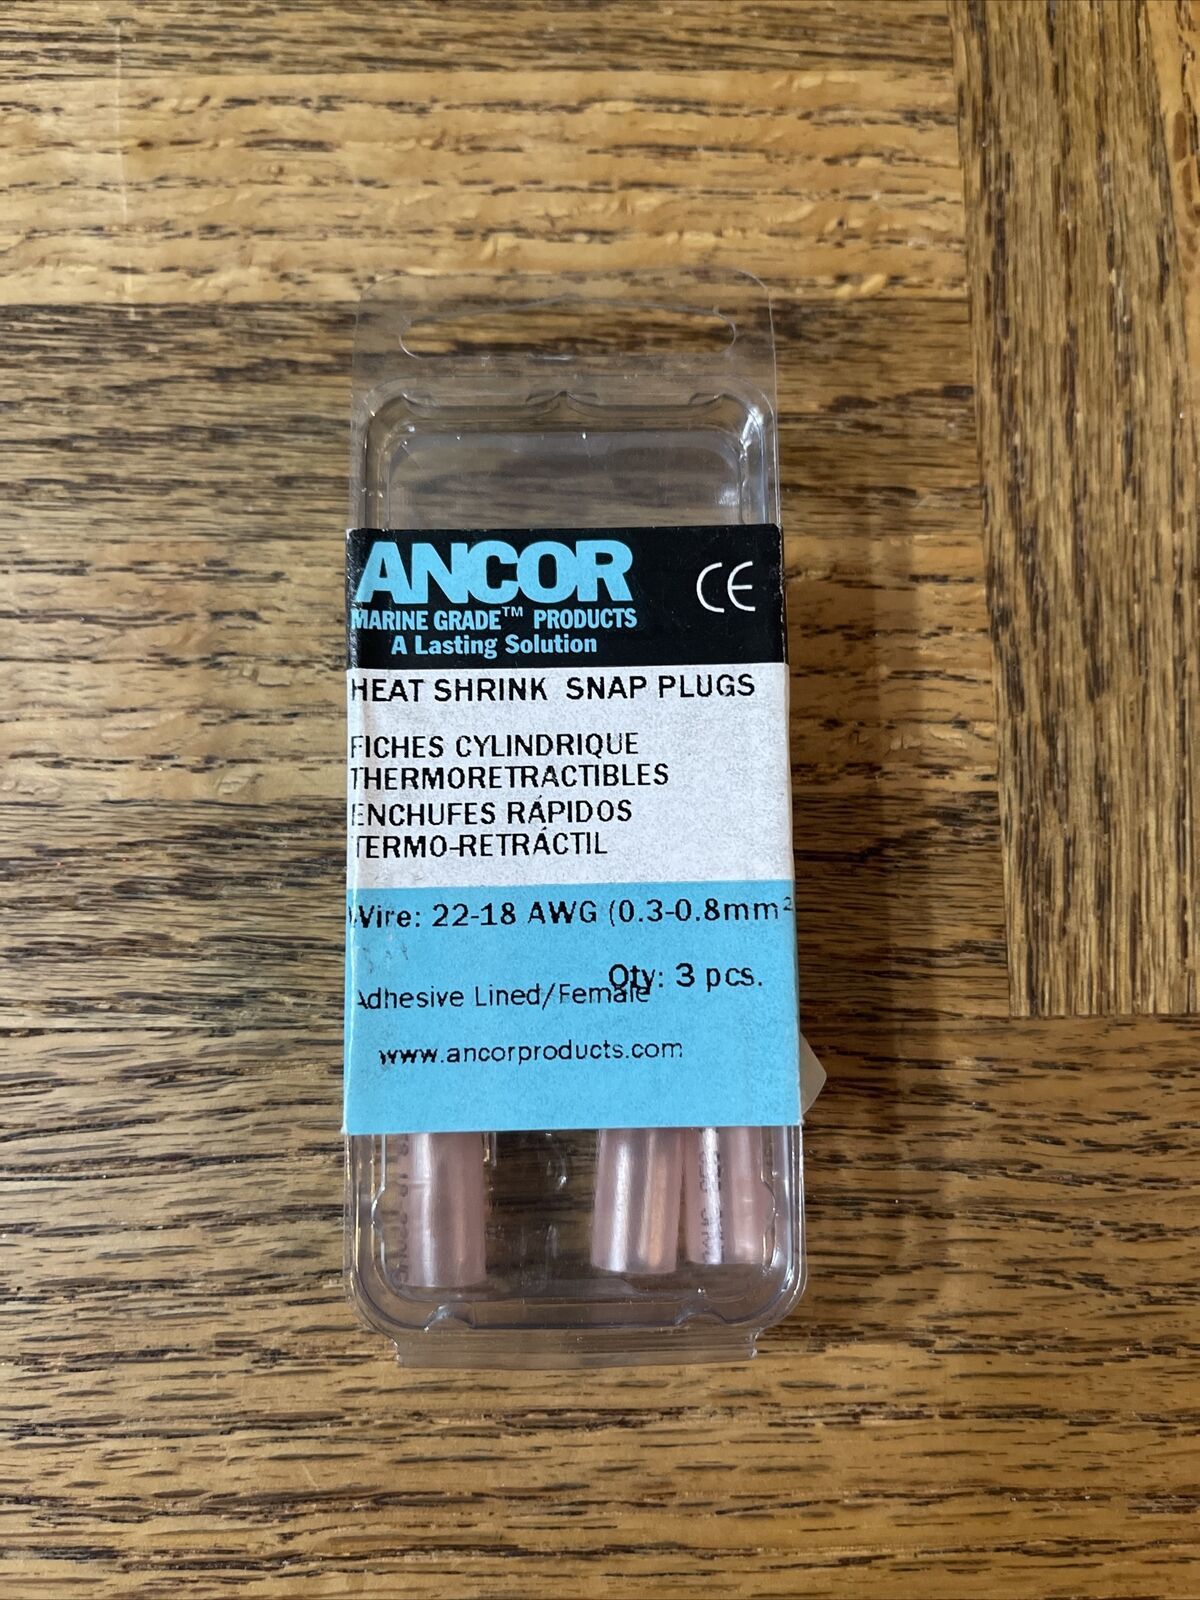 ANCOR
CE
MARINE GRADE™ PRODUCTS
A Lasting Solution
HEAT SHRINK SNAP PLUGS
FICHES CYLINDRIQUE
THERMORETRACTIBLES
ENCHUFES RÁPIDOS
TERMO-RETRÁCTIL
Wire: 22-18 AWG (0.3-0.8mm²
Qty: 3 pcs.
Adhesive Lined/Female
www.ancorproducts.com